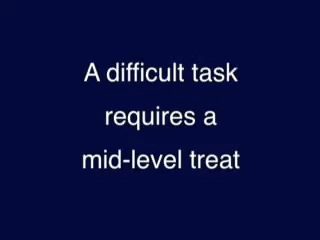 A difficult task
requires a
mid-level treat